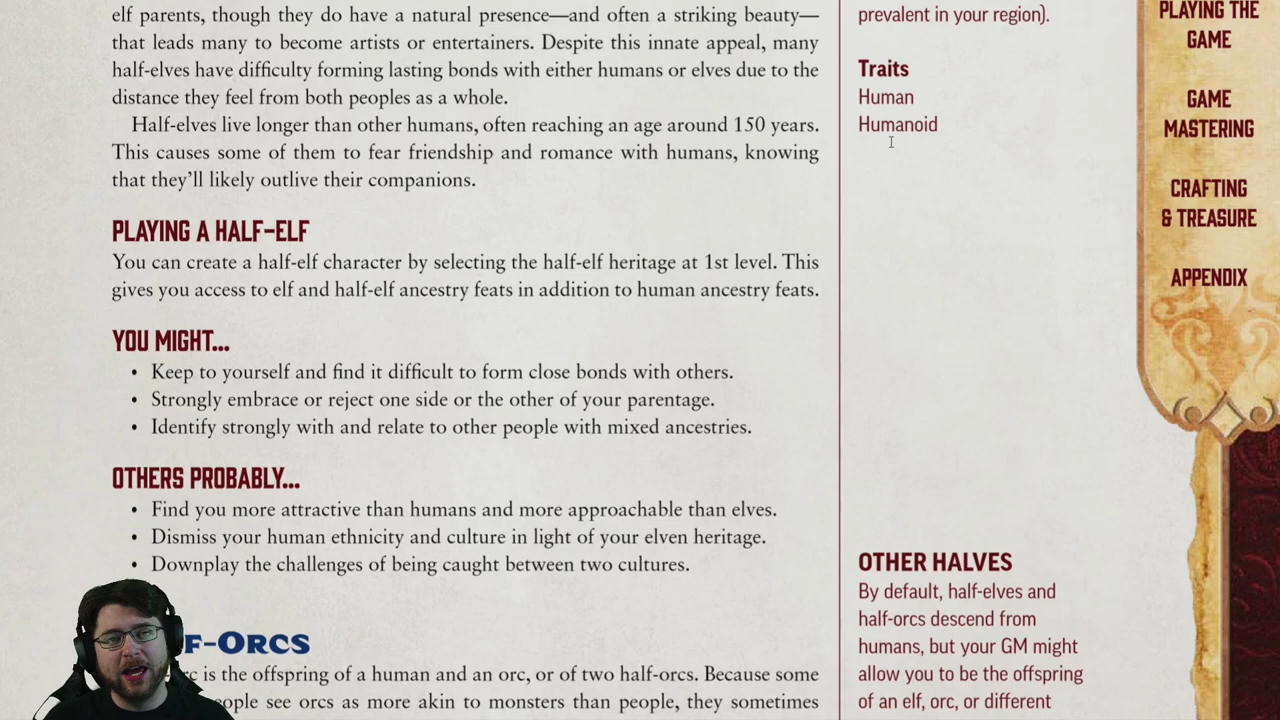 elf parents, though they do have a natural presence—and often a striking beauty—
that leads many to become artists or entertainers. Despite this innate appeal, many
half-elves have difficulty forming lasting bonds with either humans or elves due to the
distance they feel from both peoples as a whole.
Half-elves live longer than other humans, often reaching an age around 150 years.
This causes some of them to fear friendship and romance with humans, knowing
that they'll likely outlive their companions.
PLAYING A HALF-ELF
You can create a half-elf character by selecting the half-elf heritage at 1st level. This
gives you access to elf and half-elf ancestry feats in addition to human ancestry feats.
YOU MIGHT...
• Keep to yourself and find it difficult to form close bonds with others.
• Strongly embrace or reject one side or the other of your parentage.
• Identify strongly with and relate to other people with mixed ancestries.
OTHERS PROBABLY...
• Find you more attractive than humans and more approachable than elves.
• Dismiss your human ethnicity and culture in light of your elven heritage.
• Downplay the challenges of being caught between two cultures.
F-ORCS
is the offspring of a human and an orc, or of two half-orcs. Because some
see orcs as more akin to monsters than people, they sometimes
prevalent in your region).
Traits
Human
Humanoid
OTHER HALVES
By default, half-elves and
half-orcs descend from
humans, but your GM might
allow you to be the offspring
of an elf, orc, or different
PLAYING THE
GAME
GAME
MASTERING
CRAFTING
& TREASURE
APPENDIX